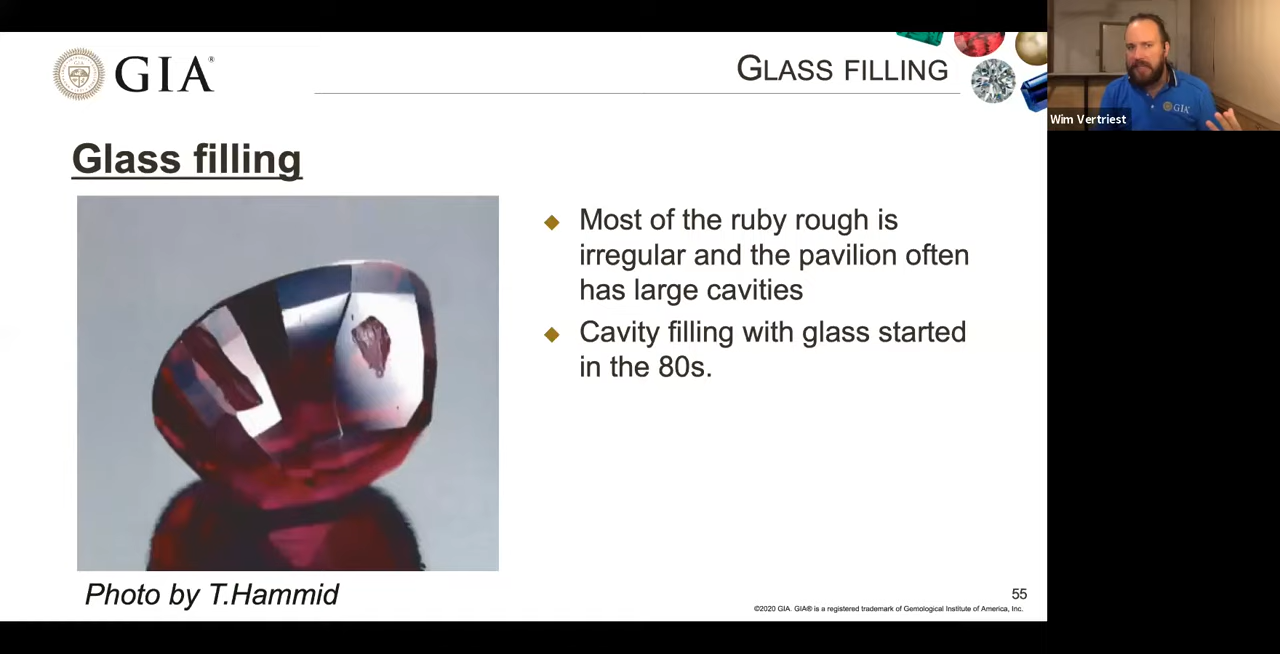 GIA®
GLASS FILLING
Wim Vertriest
GIA
Glass filling
Most of the ruby rough is
irregular and the pavilion often
has large cavities
Cavity filling with glass started
in the 80s.
Photo by T.Hammid
55
©2020 GIA. GIA® is a registered trademark of Gemological Institute of America, Inc.